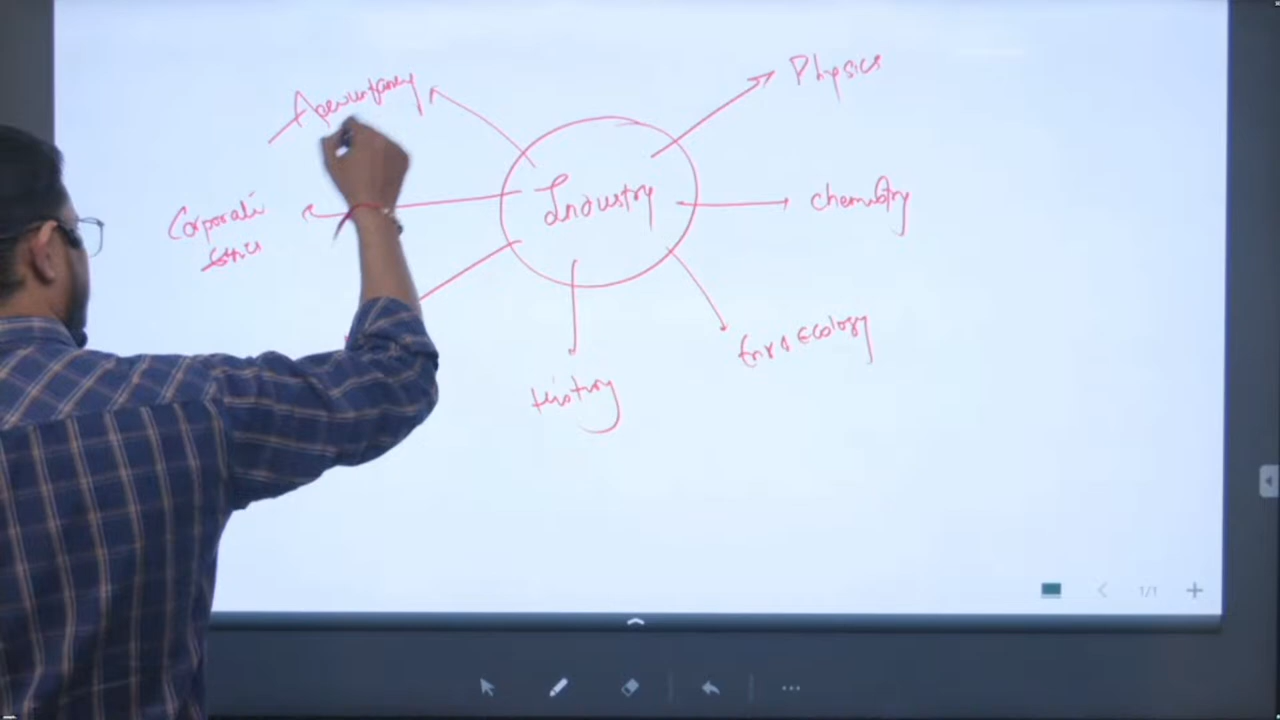 Physics
Accountancy
Industry
chemistry
Corporate
Ethics
Env & Ecology
History
1/1